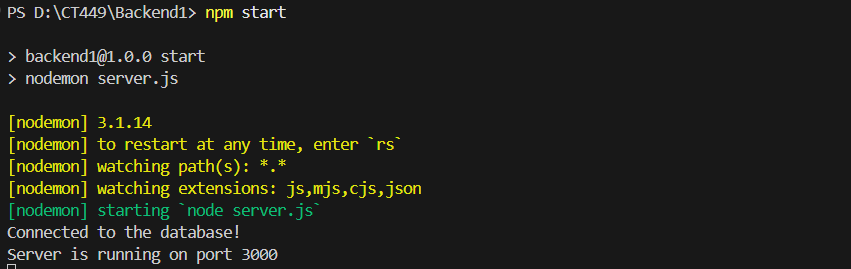 PS D:\CT449\Backend1> npm start
> backend1@1.0.0 start
> nodemon server.js
[nodemon] 3.1.14
[nodemon] to restart at any time, enter `rs`
[nodemon] watching path(s): *.*
[nodemon] watching extensions: js,mjs,cjs,json
[nodemon] starting `node server.js`
Connected to the database!
Server is running on port 3000